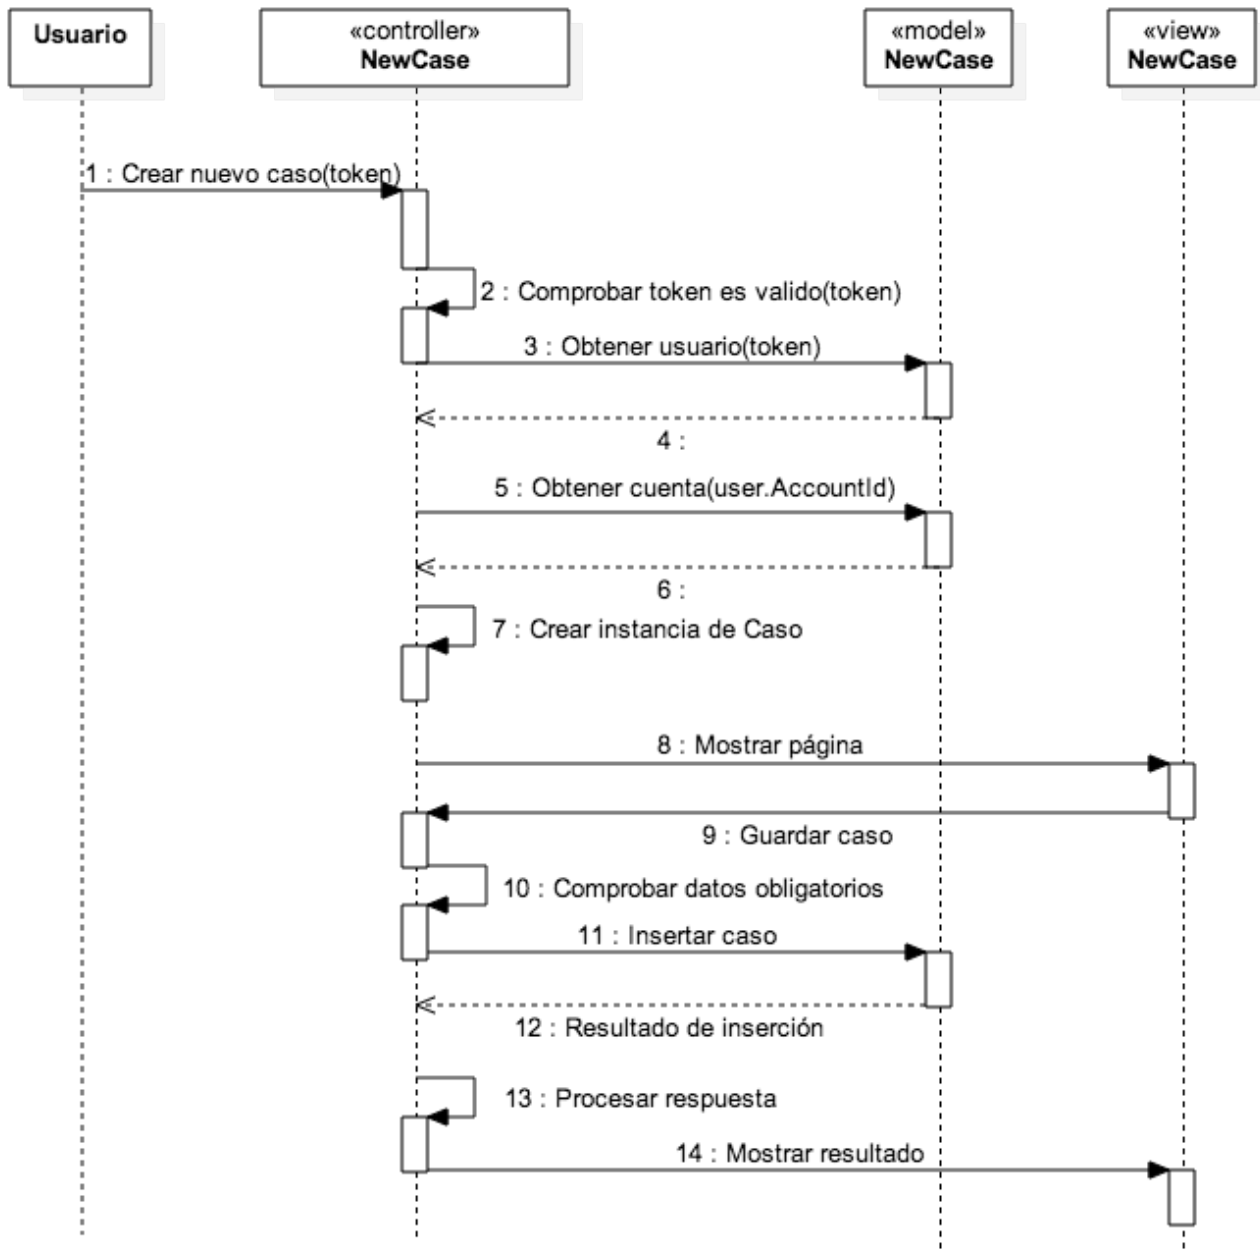 Usuario
«controller»
NewCase
«model»
NewCase
«view»
NewCase
1 : Crear nuevo caso(token)
2 : Comprobar token es valido(token)
3 : Obtener usuario(token)
4 :
5 : Obtener cuenta(user.AccountId)
6 :
7 : Crear instancia de Caso
8 : Mostrar página
9 : Guardar caso
10 : Comprobar datos obligatorios
11 : Insertar caso
12 : Resultado de inserción
13 : Procesar respuesta
14 : Mostrar resultado